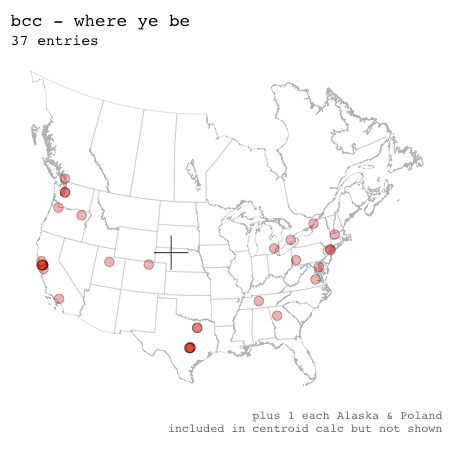 bcc - where ye be
37 entries
plus 1 each Alaska & Poland
included in centroid calc but not shown